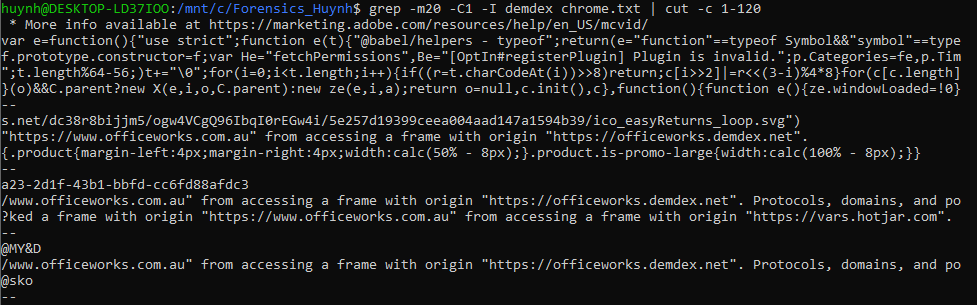 huynh@DESKTOP-LD37IOO:/mnt/c/Forensics_Huynh$ grep -m20 -C1 -I demdex chrome.txt | cut -c 1-120
 * More info available at https://marketing.adobe.com/resources/help/en_US/mcvid/
var e=function(){"use strict";function e(t){"@babel/helpers - typeof";return(e="function"==typeof Symbol&&"symbol"==type
f.prototype.constructor=f;var He="fetchPermissions",Be="[OptIn#registerPlugin] Plugin is invalid.";p.Categories=fe,p.Tim
";t.length%64-56;)t+="\0";for(i=0;i<t.length;i++){if((r=t.charCodeAt(i))>>8)return;c[i>>2]|=r<<(3-i)%4*8}for(c[c.length]
}(o)&&C.parent?new X(e,i,o,C.parent):new ze(e,i,a);return o=null,c.init(),c},function(){function e(){ze.windowLoaded=!0}
--
s.net/dc38r8bijjm5/ogw4VCgQ96IbqI0rEGw4i/5e257d19399ceea004aad147a1594b39/ico_easyReturns_loop.svg")
"https://www.officeworks.com.au" from accessing a frame with origin "https://officeworks.demdex.net".
{.product{margin-left:4px;margin-right:4px;width:calc(50% - 8px);}.product.is-promo-large{width:calc(100% - 8px);}}
--
a23-2d1f-43b1-bbfd-cc6fd88afdc3
/www.officeworks.com.au" from accessing a frame with origin "https://officeworks.demdex.net". Protocols, domains, and po
?ked a frame with origin "https://www.officeworks.com.au" from accessing a frame with origin "https://vars.hotjar.com".
--
@MY&D
/www.officeworks.com.au" from accessing a frame with origin "https://officeworks.demdex.net". Protocols, domains, and po
@sko
--